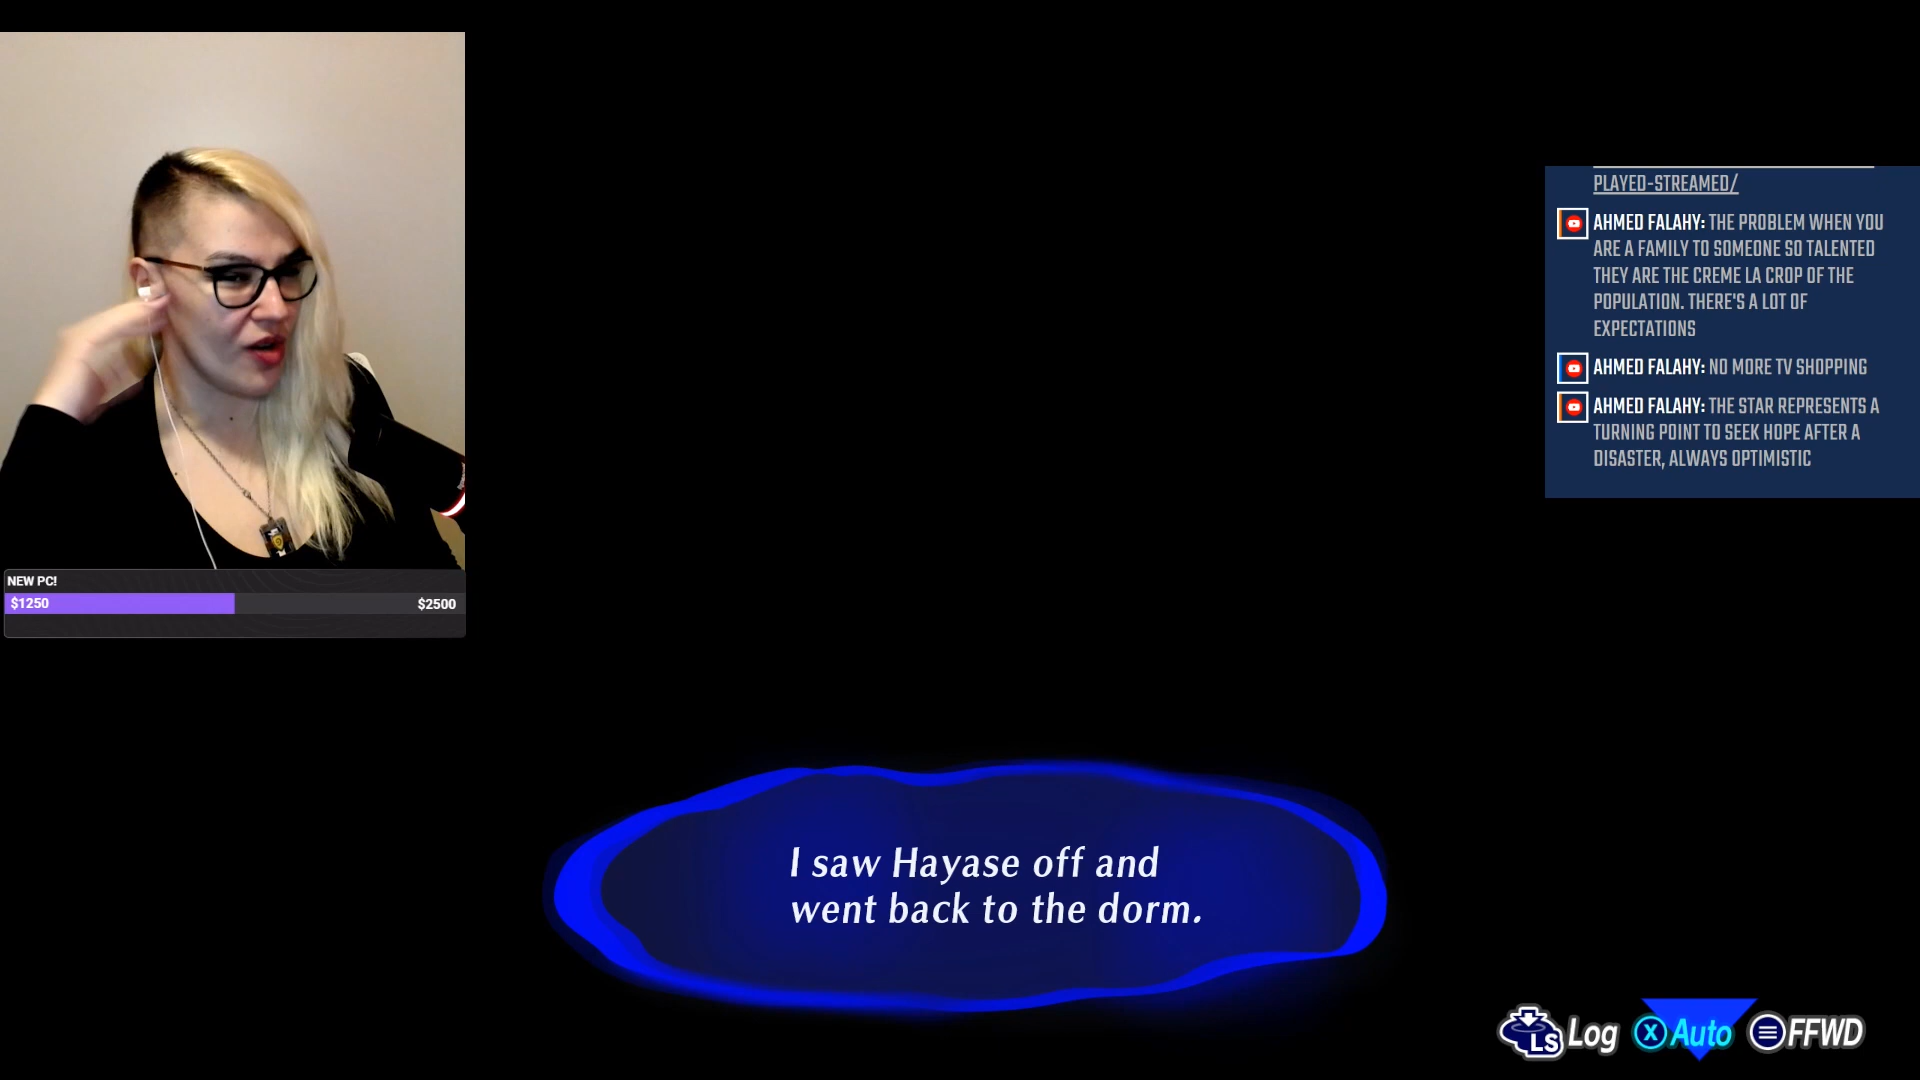 NEW PC!
$1250 $2500
PLAYED-STREAMED/
AHMED FALAHY: THE PROBLEM WHEN YOU
ARE A FAMILY TO SOMEONE SO TALENTED
THEY ARE THE CREME LA CROP OF THE
POPULATION. THERE'S A LOT OF
EXPECTATIONS
AHMED FALAHY: NO MORE TV SHOPPING
AHMED FALAHY: THE STAR REPRESENTS A
TURNING POINT TO SEEK HOPE AFTER A
DISASTER, ALWAYS OPTIMISTIC
I saw Hayase off and
went back to the dorm.
LS Log X Auto FFWD